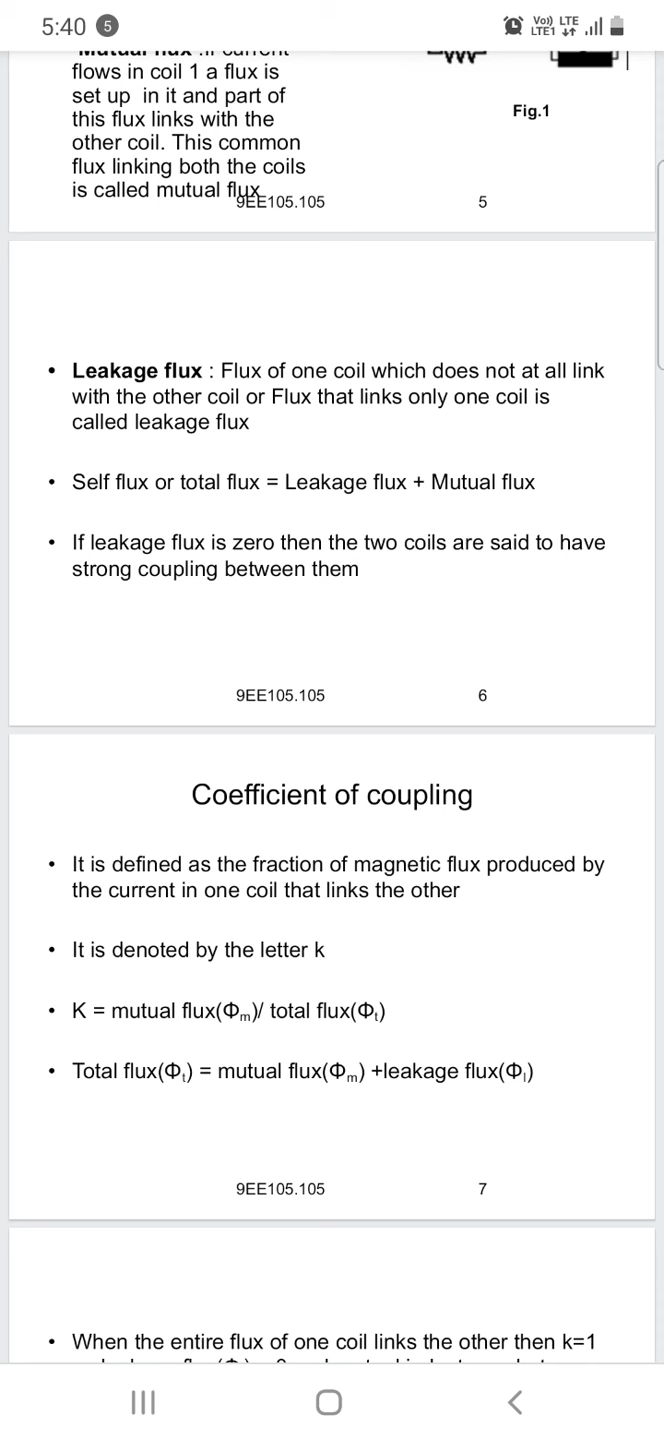 5:40 5 Vo)) LTE
LTE1
flows in coil 1 a flux is
set up in it and part of
this flux links with the
other coil. This common
flux linking both the coils
is called mutual flux
Fig.1
9EE105.105 5
• Leakage flux : Flux of one coil which does not at all link
with the other coil or Flux that links only one coil is
called leakage flux
• Self flux or total flux = Leakage flux + Mutual flux
• If leakage flux is zero then the two coils are said to have
strong coupling between them
9EE105.105 6
Coefficient of coupling
• It is defined as the fraction of magnetic flux produced by
the current in one coil that links the other
• It is denoted by the letter k
• K = mutual flux(Φm)/ total flux(Φt)
• Total flux(Φt) = mutual flux(Φm) +leakage flux(Φl)
9EE105.105 7
• When the entire flux of one coil links the other then k=1